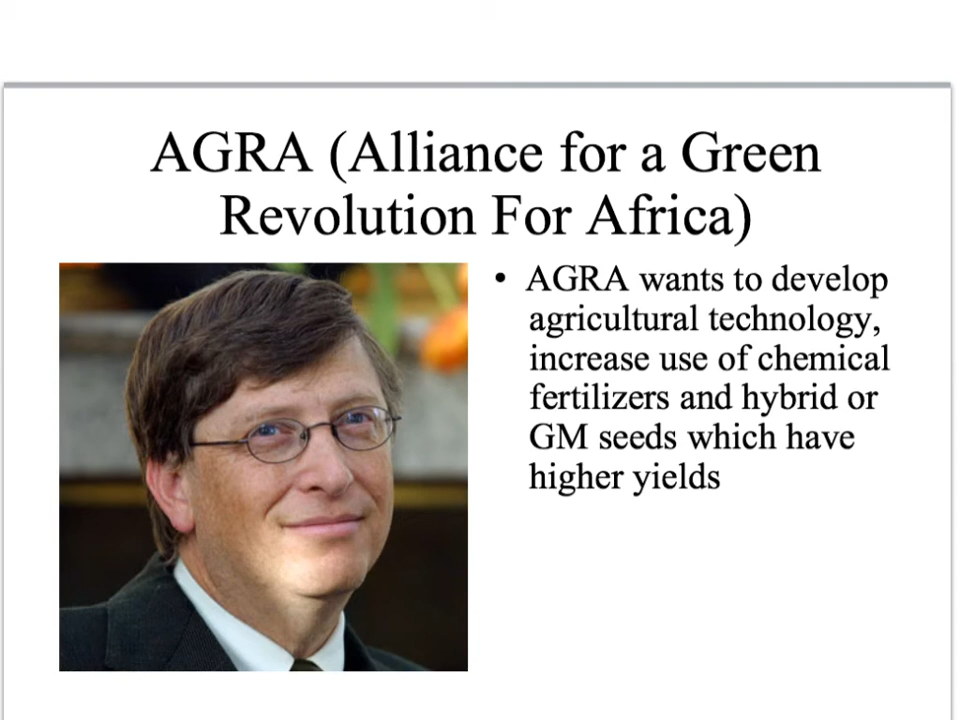 AGRA (Alliance for a Green
Revolution For Africa)
• AGRA wants to develop
agricultural technology,
increase use of chemical
fertilizers and hybrid or
GM seeds which have
higher yields